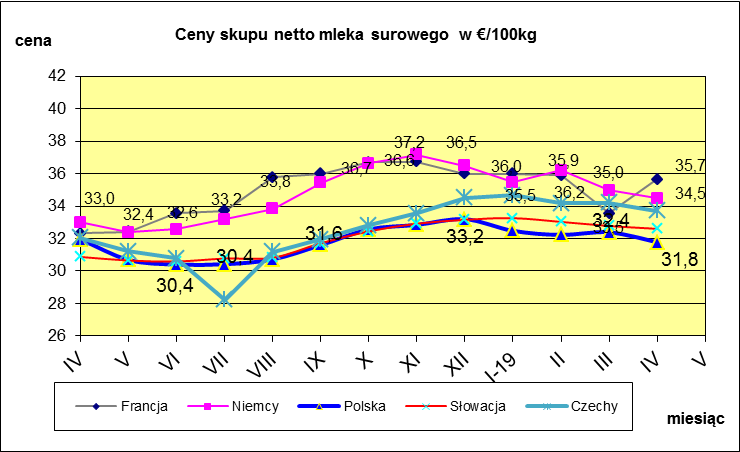 Ceny skupu netto mleka surowego w €/100kg
cena
42
40
38
36
34
32
30
28
26
33,0
32,4
32,6
33,2
33,8
36,7
36,6
37,2
36,5
36,0
35,5
35,9
36,2
35,0
35,7
34,5
30,4
30,4
31,6
33,2
32,4
31,8
IV
V
VI
VII
VIII
IX
X
XI
XII
I-19
II
III
IV
V
miesiąc
Francja
Niemcy
Polska
Słowacja
Czechy